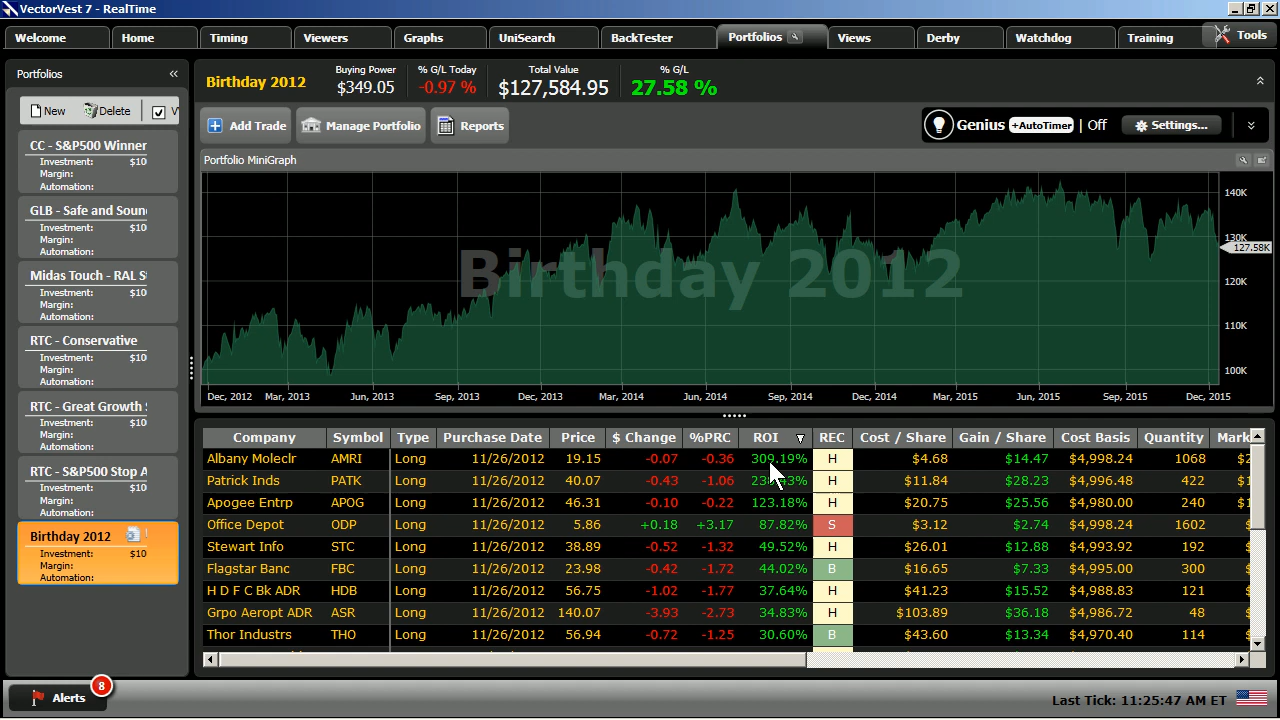 VectorVest 7 - RealTime
Welcome Home Timing Viewers Graphs UniSearch BackTester Portfolios Views Derby Watchdog Training Tools
Portfolios «
New Delete V
CC - S&P500 Winner
Investment: $10
Margin:
Automation:
GLB - Safe and Soun
Investment: $10
Margin:
Automation:
Midas Touch - RAL S
Investment: $10
Margin:
Automation:
RTC - Conservative
Investment: $10
Margin:
Automation:
RTC - Great Growth
Investment: $10
Margin:
Automation:
RTC - S&P500 Stop A
Investment: $10
Margin:
Automation:
Birthday 2012
Investment: $10
Margin:
Automation:
Birthday 2012
Buying Power % G/L Today Total Value % G/L
$349.05 -0.97 % $127,584.95 27.58 %
Add Trade Manage Portfolio Reports
Genius +AutoTimer | Off Settings...
Portfolio MiniGraph
Birthday 2012
140K
130K
127.58K
120K
110K
100K
Dec, 2012 Mar, 2013 Jun, 2013 Sep, 2013 Dec, 2013 Mar, 2014 Jun, 2014 Sep, 2014 Dec, 2014 Mar, 2015 Jun, 2015 Sep, 2015 Dec, 2015
Company Symbol Type Purchase Date Price $ Change %PRC ROI REC Cost / Share Gain / Share Cost Basis Quantity Mark
Albany Moleclr AMRI Long 11/26/2012 19.15 -0.07 -0.36 309.19% H $4.68 $14.47 $4,998.24 1068 $2
Patrick Inds PATK Long 11/26/2012 40.07 -0.43 -1.06 H $11.84 $28.23 $4,996.48 422 $1
Apogee Entrp APOG Long 11/26/2012 46.31 -0.10 -0.22 123.18% H $20.75 $25.56 $4,980.00 240 $1
Office Depot ODP Long 11/26/2012 5.86 +0.18 +3.17 87.82% S $3.12 $2.74 $4,998.24 1602 $
Stewart Info STC Long 11/26/2012 38.89 -0.52 -1.32 49.52% H $26.01 $12.88 $4,993.92 192 $
Flagstar Banc FBC Long 11/26/2012 23.98 -0.42 -1.72 44.02% B $16.65 $7.33 $4,995.00 300 $
H D F C Bk ADR HDB Long 11/26/2012 56.75 -1.02 -1.77 37.64% H $41.23 $15.52 $4,988.83 121 $
Grpo Aeropt ADR ASR Long 11/26/2012 140.07 -3.93 -2.73 34.83% H $103.89 $36.18 $4,986.72 48 $
Thor Industrs THO Long 11/26/2012 56.94 -0.72 -1.25 30.60% B $43.60 $13.34 $4,970.40 114 $
Alerts 8
Last Tick: 11:25:47 AM ET